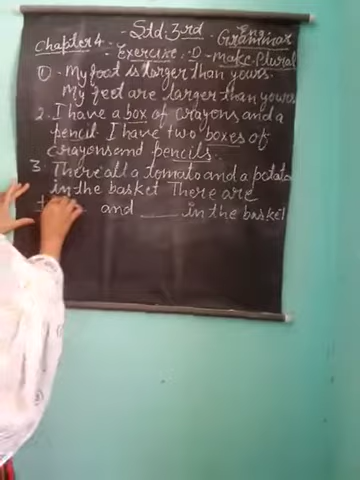 - Std: 3rd - Eng
Chapter 4 Grammar
- Exercise: D - Make Plural
① - My foot is larger than yours.
My feet are larger than yours
2. I have a box of crayons and a
pencil. I have two boxes of
crayons and pencils.
3. There all a tomato and a potato
in the basket There are
t and ____ in the basket